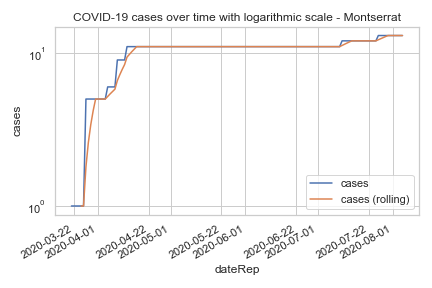 COVID-19 cases over time with logarithmic scale - Montserrat
10¹
cases
10⁰
cases
cases (rolling)
2020-03-22
2020-04-01
2020-04-22
2020-05-01
2020-05-22
2020-06-01
2020-06-22
2020-07-01
2020-07-22
2020-08-01
dateRep